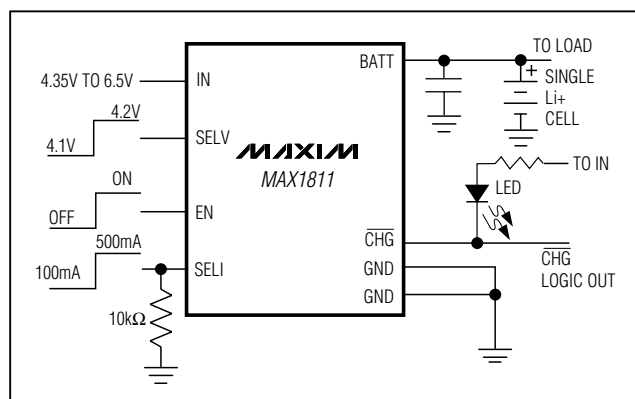 BATT
TO LOAD
4.35V TO 6.5V
IN
+
SINGLE
Li+
CELL
4.2V
4.1V
SELV
MAXIM
MAX1811
TO IN
LED
ON
OFF
EN
500mA
100mA
SELI
CHG
CHG
LOGIC OUT
GND
GND
10kΩ